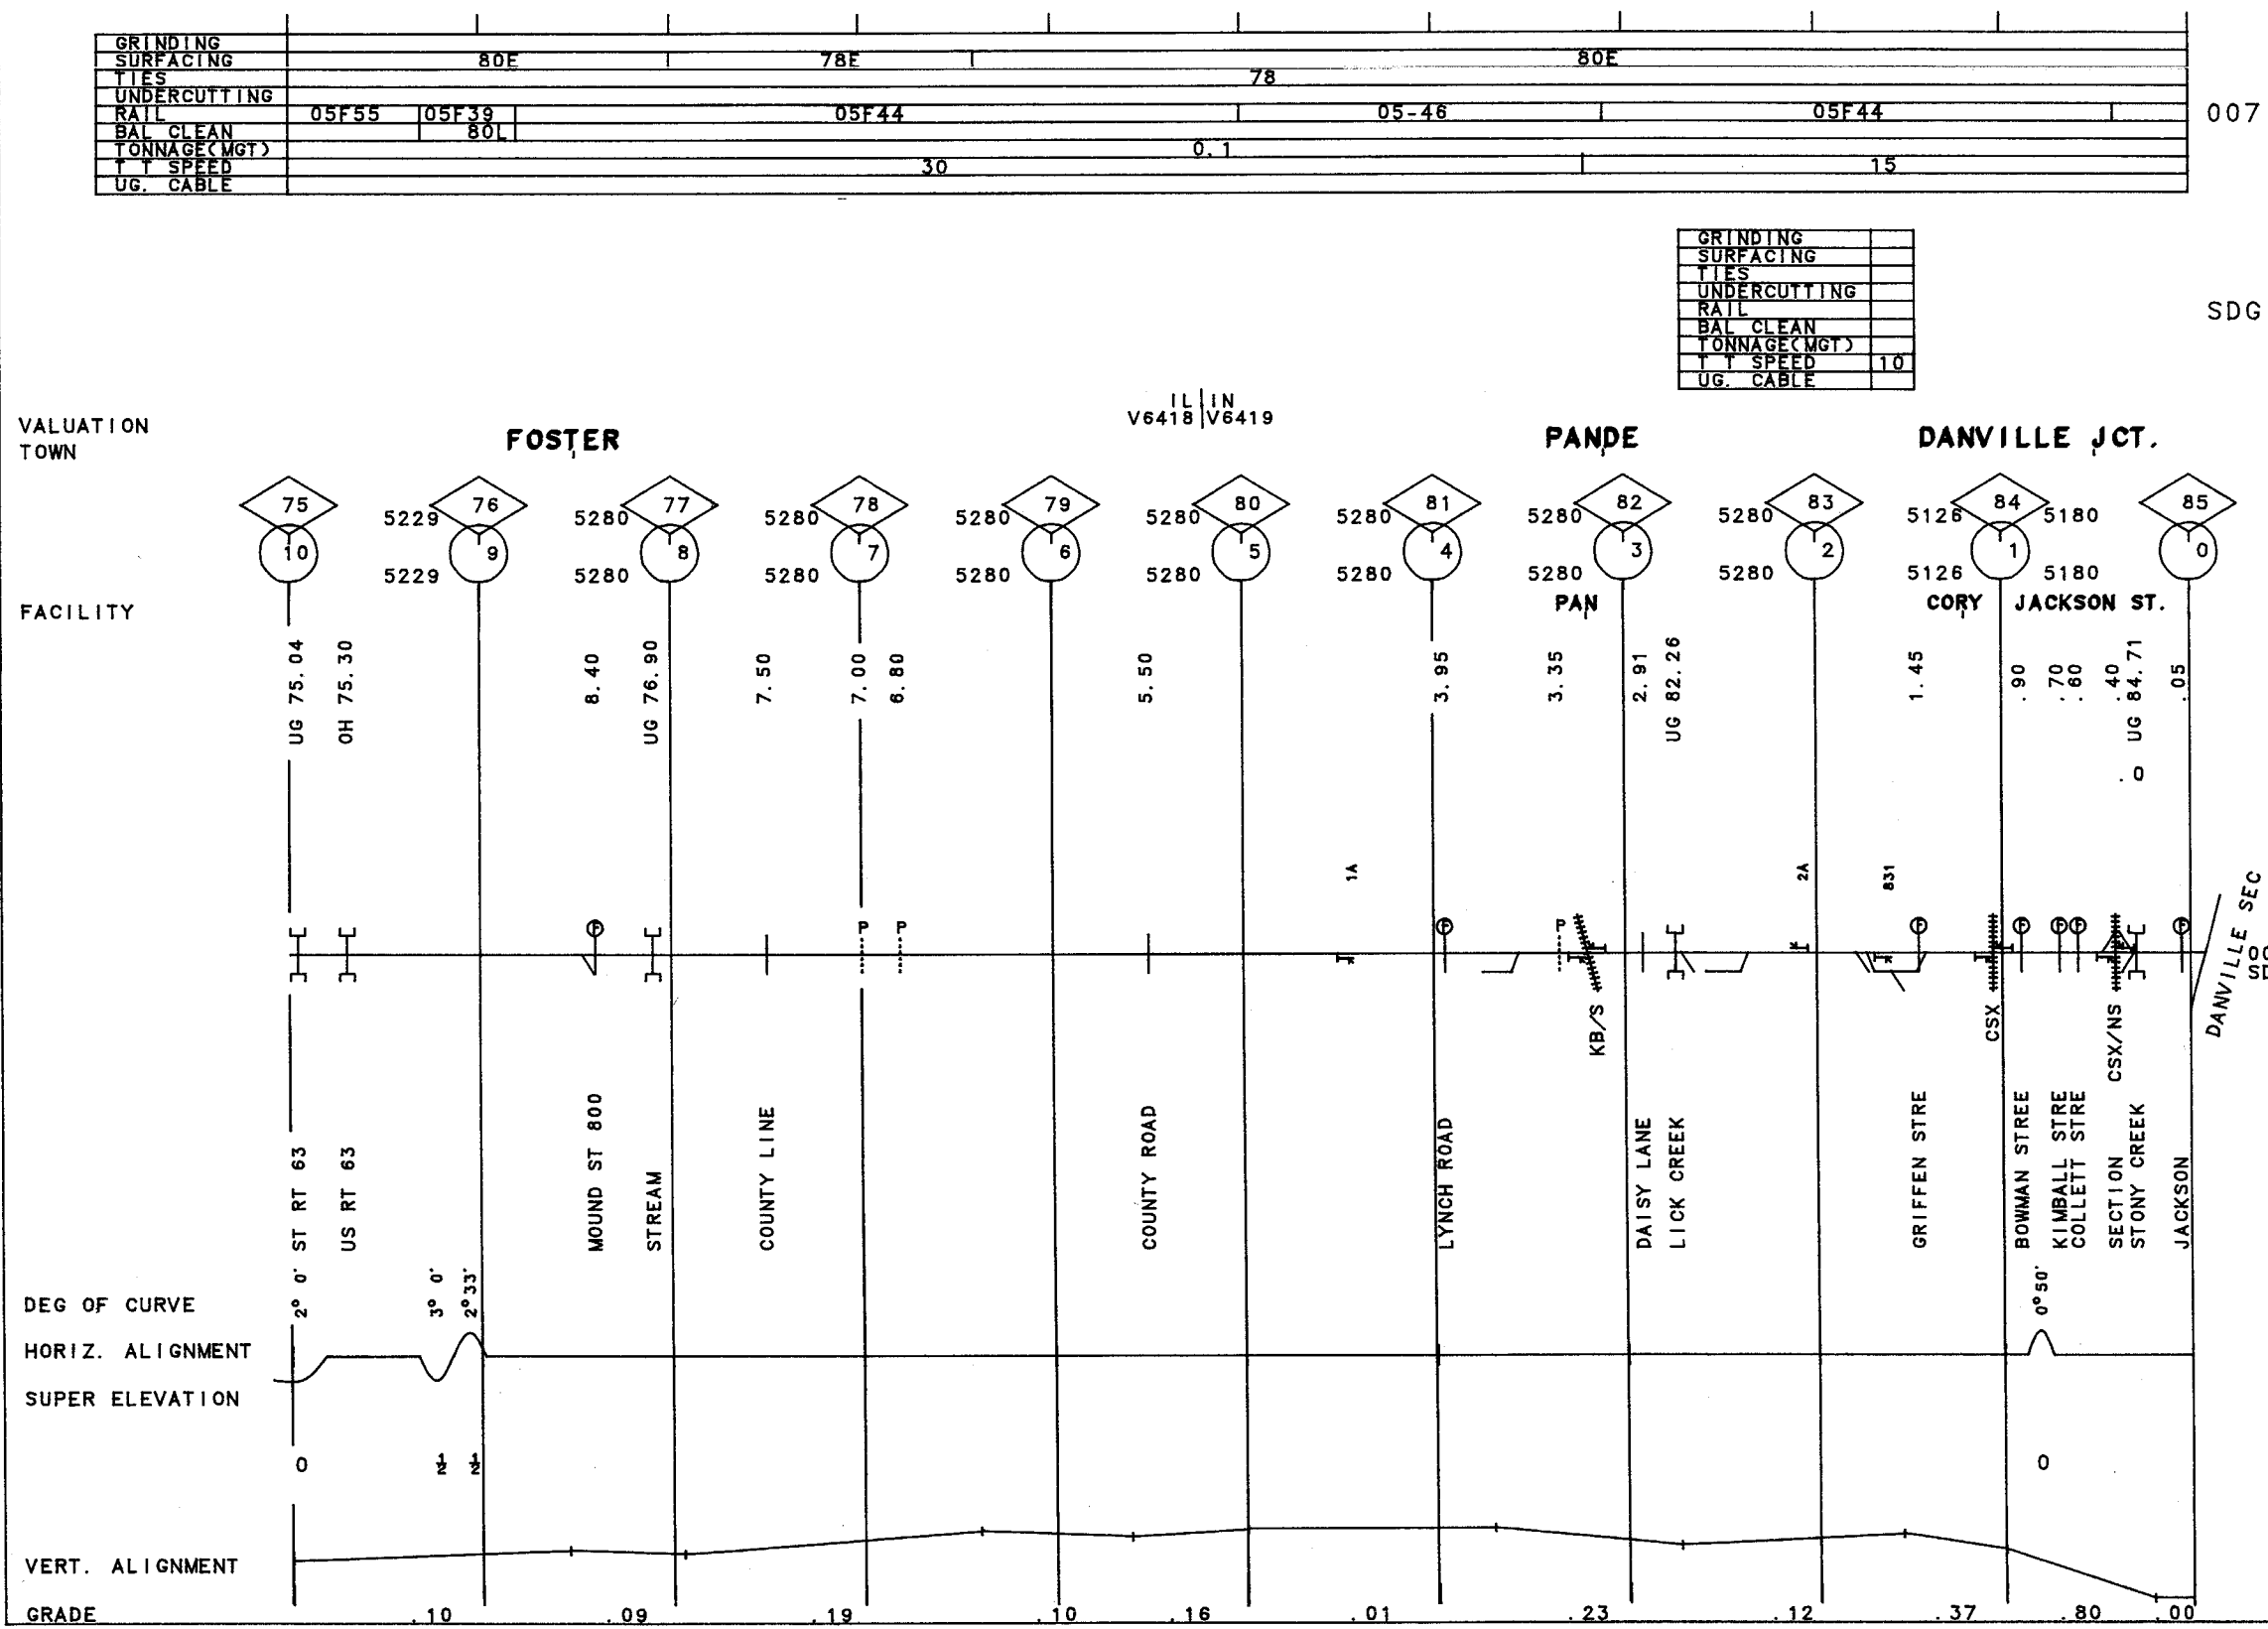 GRINDING
SURFACING 80E 78E 80E
TIES 78
UNDERCUTTING
RAIL 05F55 05F39 05F44 05-46 05F44
BAL CLEAN 80L
TONNAGE(MGT) 0.1
T T SPEED 30 15
UG. CABLE
007
GRINDING
SURFACING
TIES
UNDERCUTTING
RAIL
BAL CLEAN
TONNAGE(MGT)
T T SPEED 10
UG. CABLE
SDG
IL IN
V6418 V6419
VALUATION
TOWN FOSTER PANDE DANVILLE JCT.
75 76 77 78 79 80 81 82 83 84 85
5229 5280 5280 5280 5280 5280 5280 5280 5126 5180
10 9 8 7 6 5 4 3 2 1 0
5229 5280 5280 5280 5280 5280 5280 5280 5126 5180
FACILITY PAN CORY JACKSON ST.
UG 75.04
OH 75.30
8.40
UG 76.90
7.50
7.00
6.80
5.50
3.95
3.35
2.91
UG 82.26
1.45
.90
.70
.60
.40
UG 84.71
.05
.0
1A
2A
831
F P P F P F F F F F
DANVILLE SEC
KB/S
CSX
CSX/NS
ST RT 63
US RT 63
MOUND ST 800
STREAM
COUNTY LINE
COUNTY ROAD
LYNCH ROAD
DAISY LANE
LICK CREEK
GRIFFEN STRE
BOWMAN STREE
KIMBALL STRE
COLLETT STRE
SECTION
STONY CREEK
JACKSON
DEG OF CURVE 2° 0' 3° 0' 2°33' 0°50'
HORIZ. ALIGNMENT
SUPER ELEVATION
0 ½ ½ 0
VERT. ALIGNMENT
GRADE .10 .09 .19 .10 .16 .01 .23 .12 .37 .80 .00